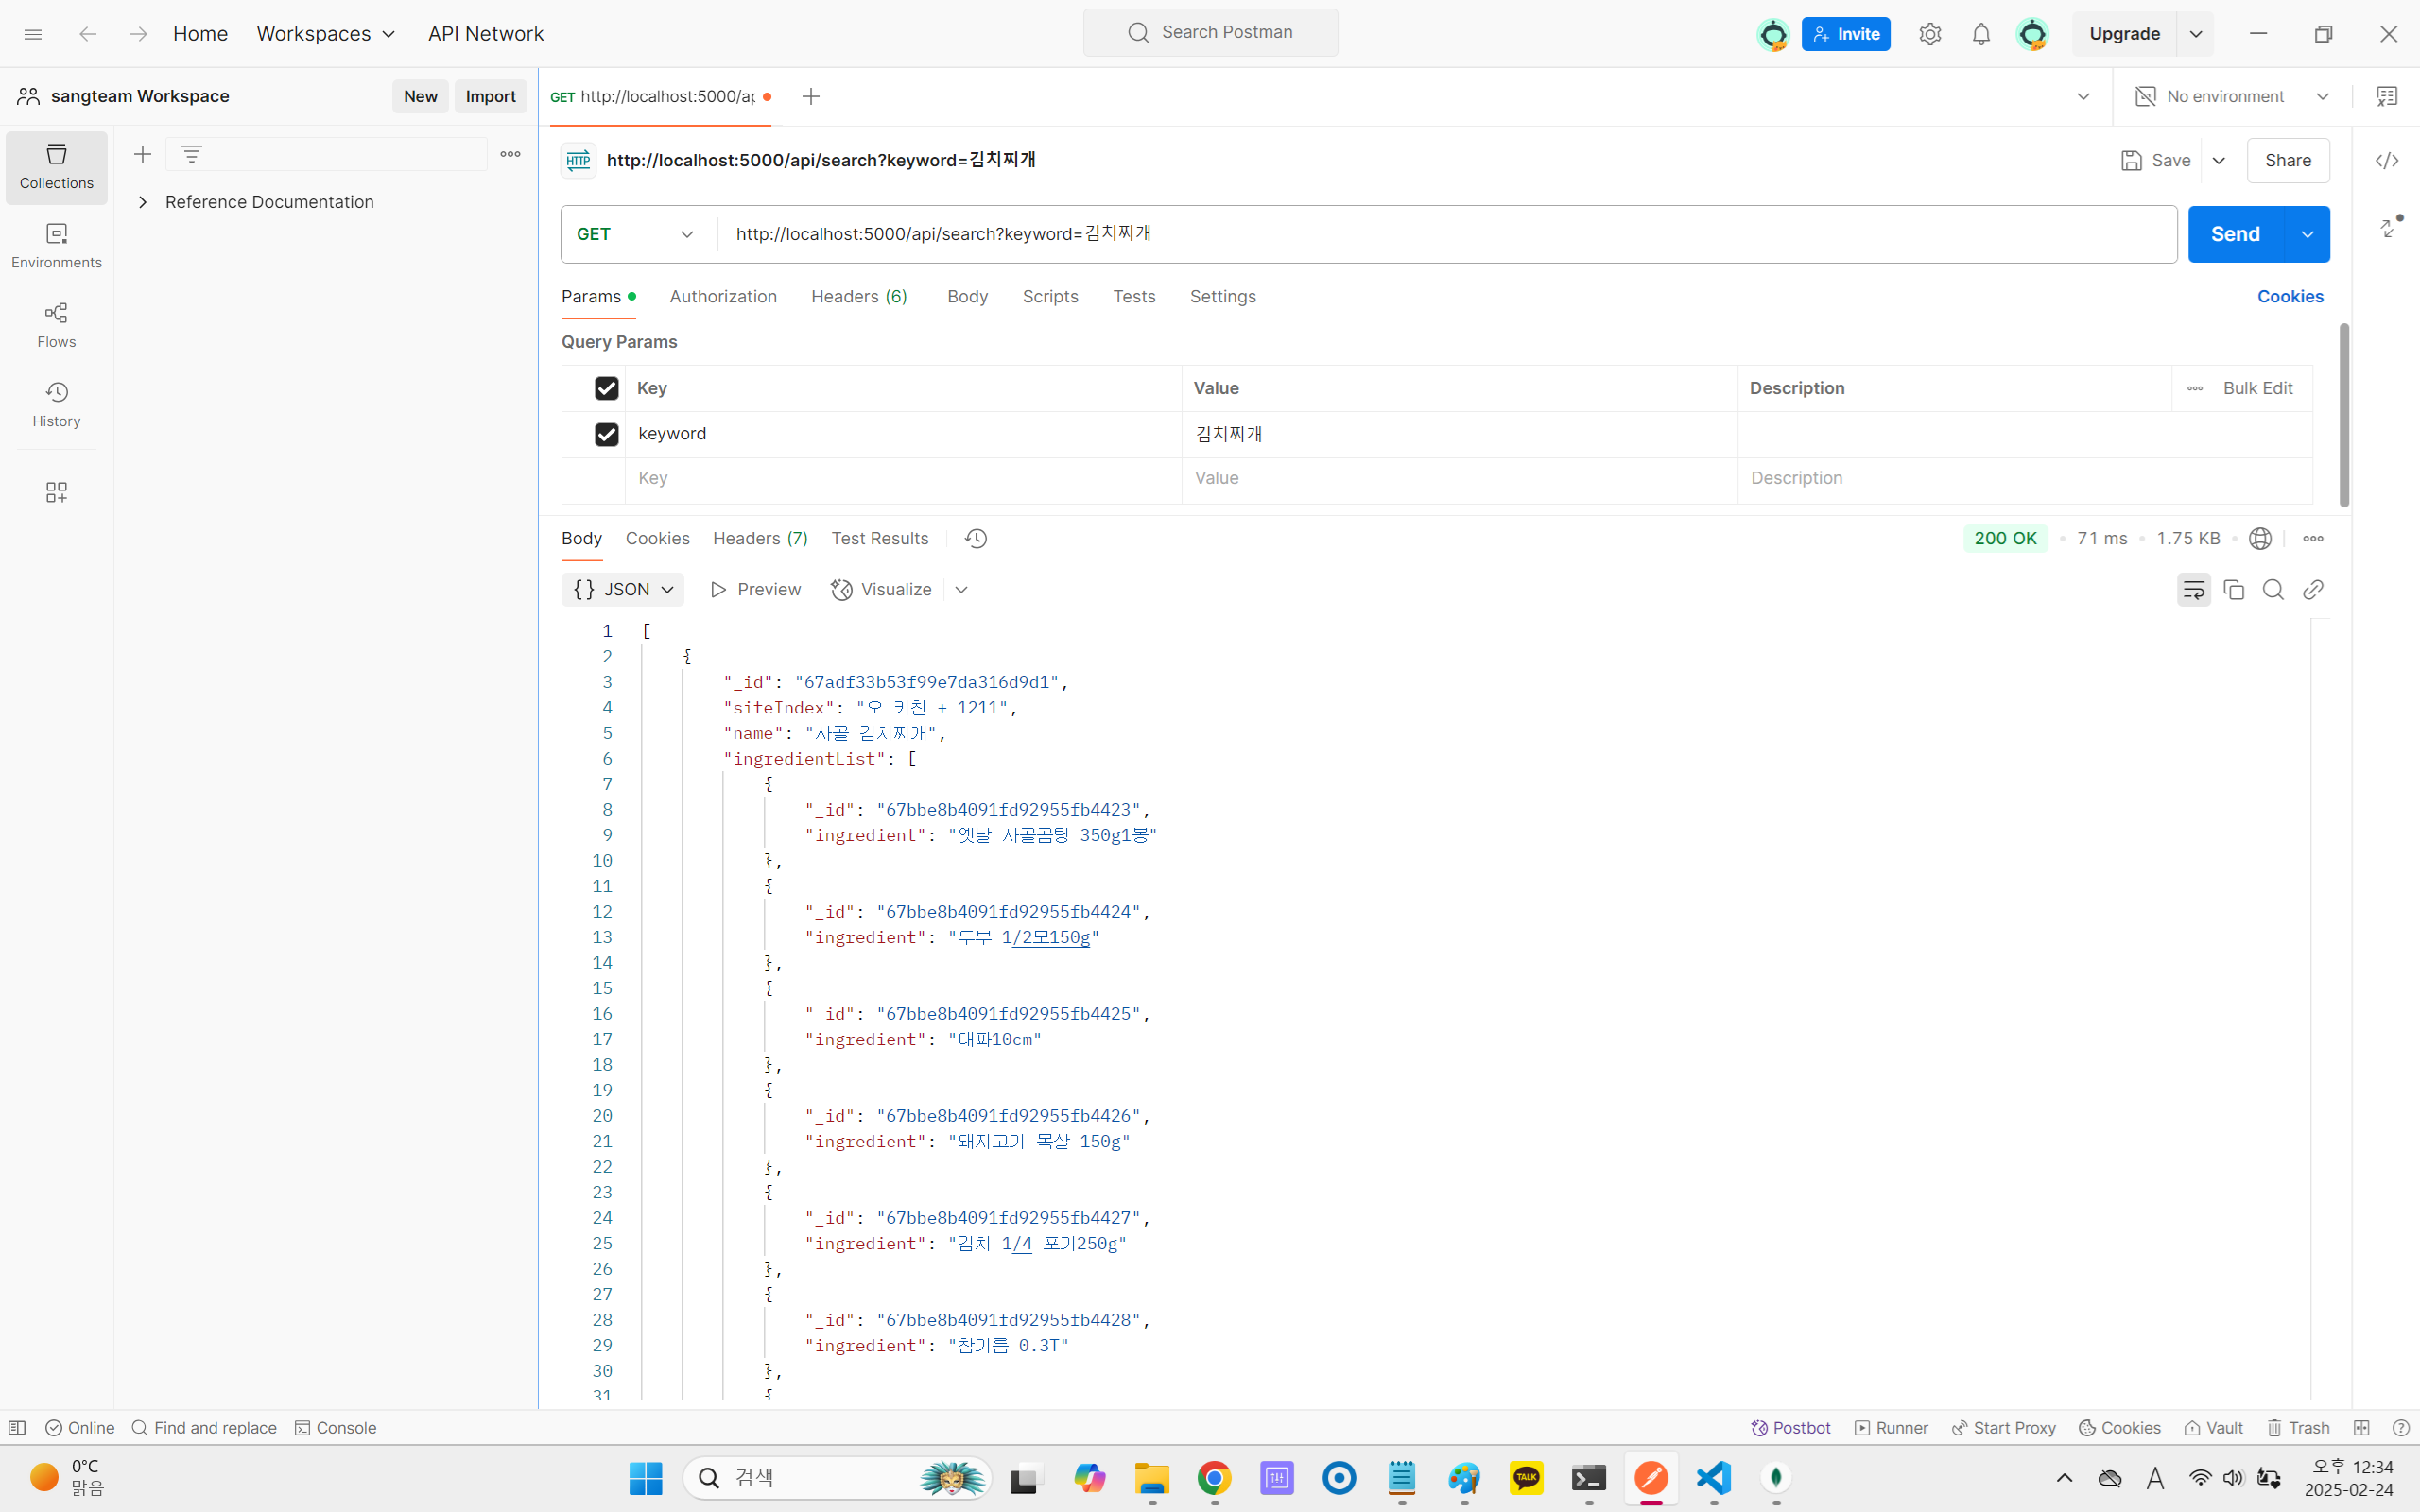 Home Workspaces API Network Search Postman Invite Upgrade
sangteam Workspace New Import GET http://localhost:5000/ap No environment
Collections
Environments
Flows
History
Reference Documentation
HTTP http://localhost:5000/api/search?keyword=김치찌개 Save Share
GET http://localhost:5000/api/search?keyword=김치찌개 Send
Params Authorization Headers (6) Body Scripts Tests Settings Cookies
Query Params
Key Value Description Bulk Edit
keyword 김치찌개
Key Value Description
Body Cookies Headers (7) Test Results 200 OK 71 ms 1.75 KB
{} JSON Preview Visualize
1 [
2 {
3 "_id": "67adf33b53f99e7da316d9d1",
4 "siteIndex": "오 키친 + 1211",
5 "name": "사골 김치찌개",
6 "ingredientList": [
7 {
8 "_id": "67bbe8b4091fd92955fb4423",
9 "ingredient": "옛날 사골곰탕 350g1봉"
10 },
11 {
12 "_id": "67bbe8b4091fd92955fb4424",
13 "ingredient": "두부 1/2모150g"
14 },
15 {
16 "_id": "67bbe8b4091fd92955fb4425",
17 "ingredient": "대파10cm"
18 },
19 {
20 "_id": "67bbe8b4091fd92955fb4426",
21 "ingredient": "돼지고기 목살 150g"
22 },
23 {
24 "_id": "67bbe8b4091fd92955fb4427",
25 "ingredient": "김치 1/4 포기250g"
26 },
27 {
28 "_id": "67bbe8b4091fd92955fb4428",
29 "ingredient": "참기름 0.3T"
30 },
31 {
Online Find and replace Console Postbot Runner Start Proxy Cookies Vault Trash
0°C
맑음
검색
TALK
A
오후 12:34
2025-02-24